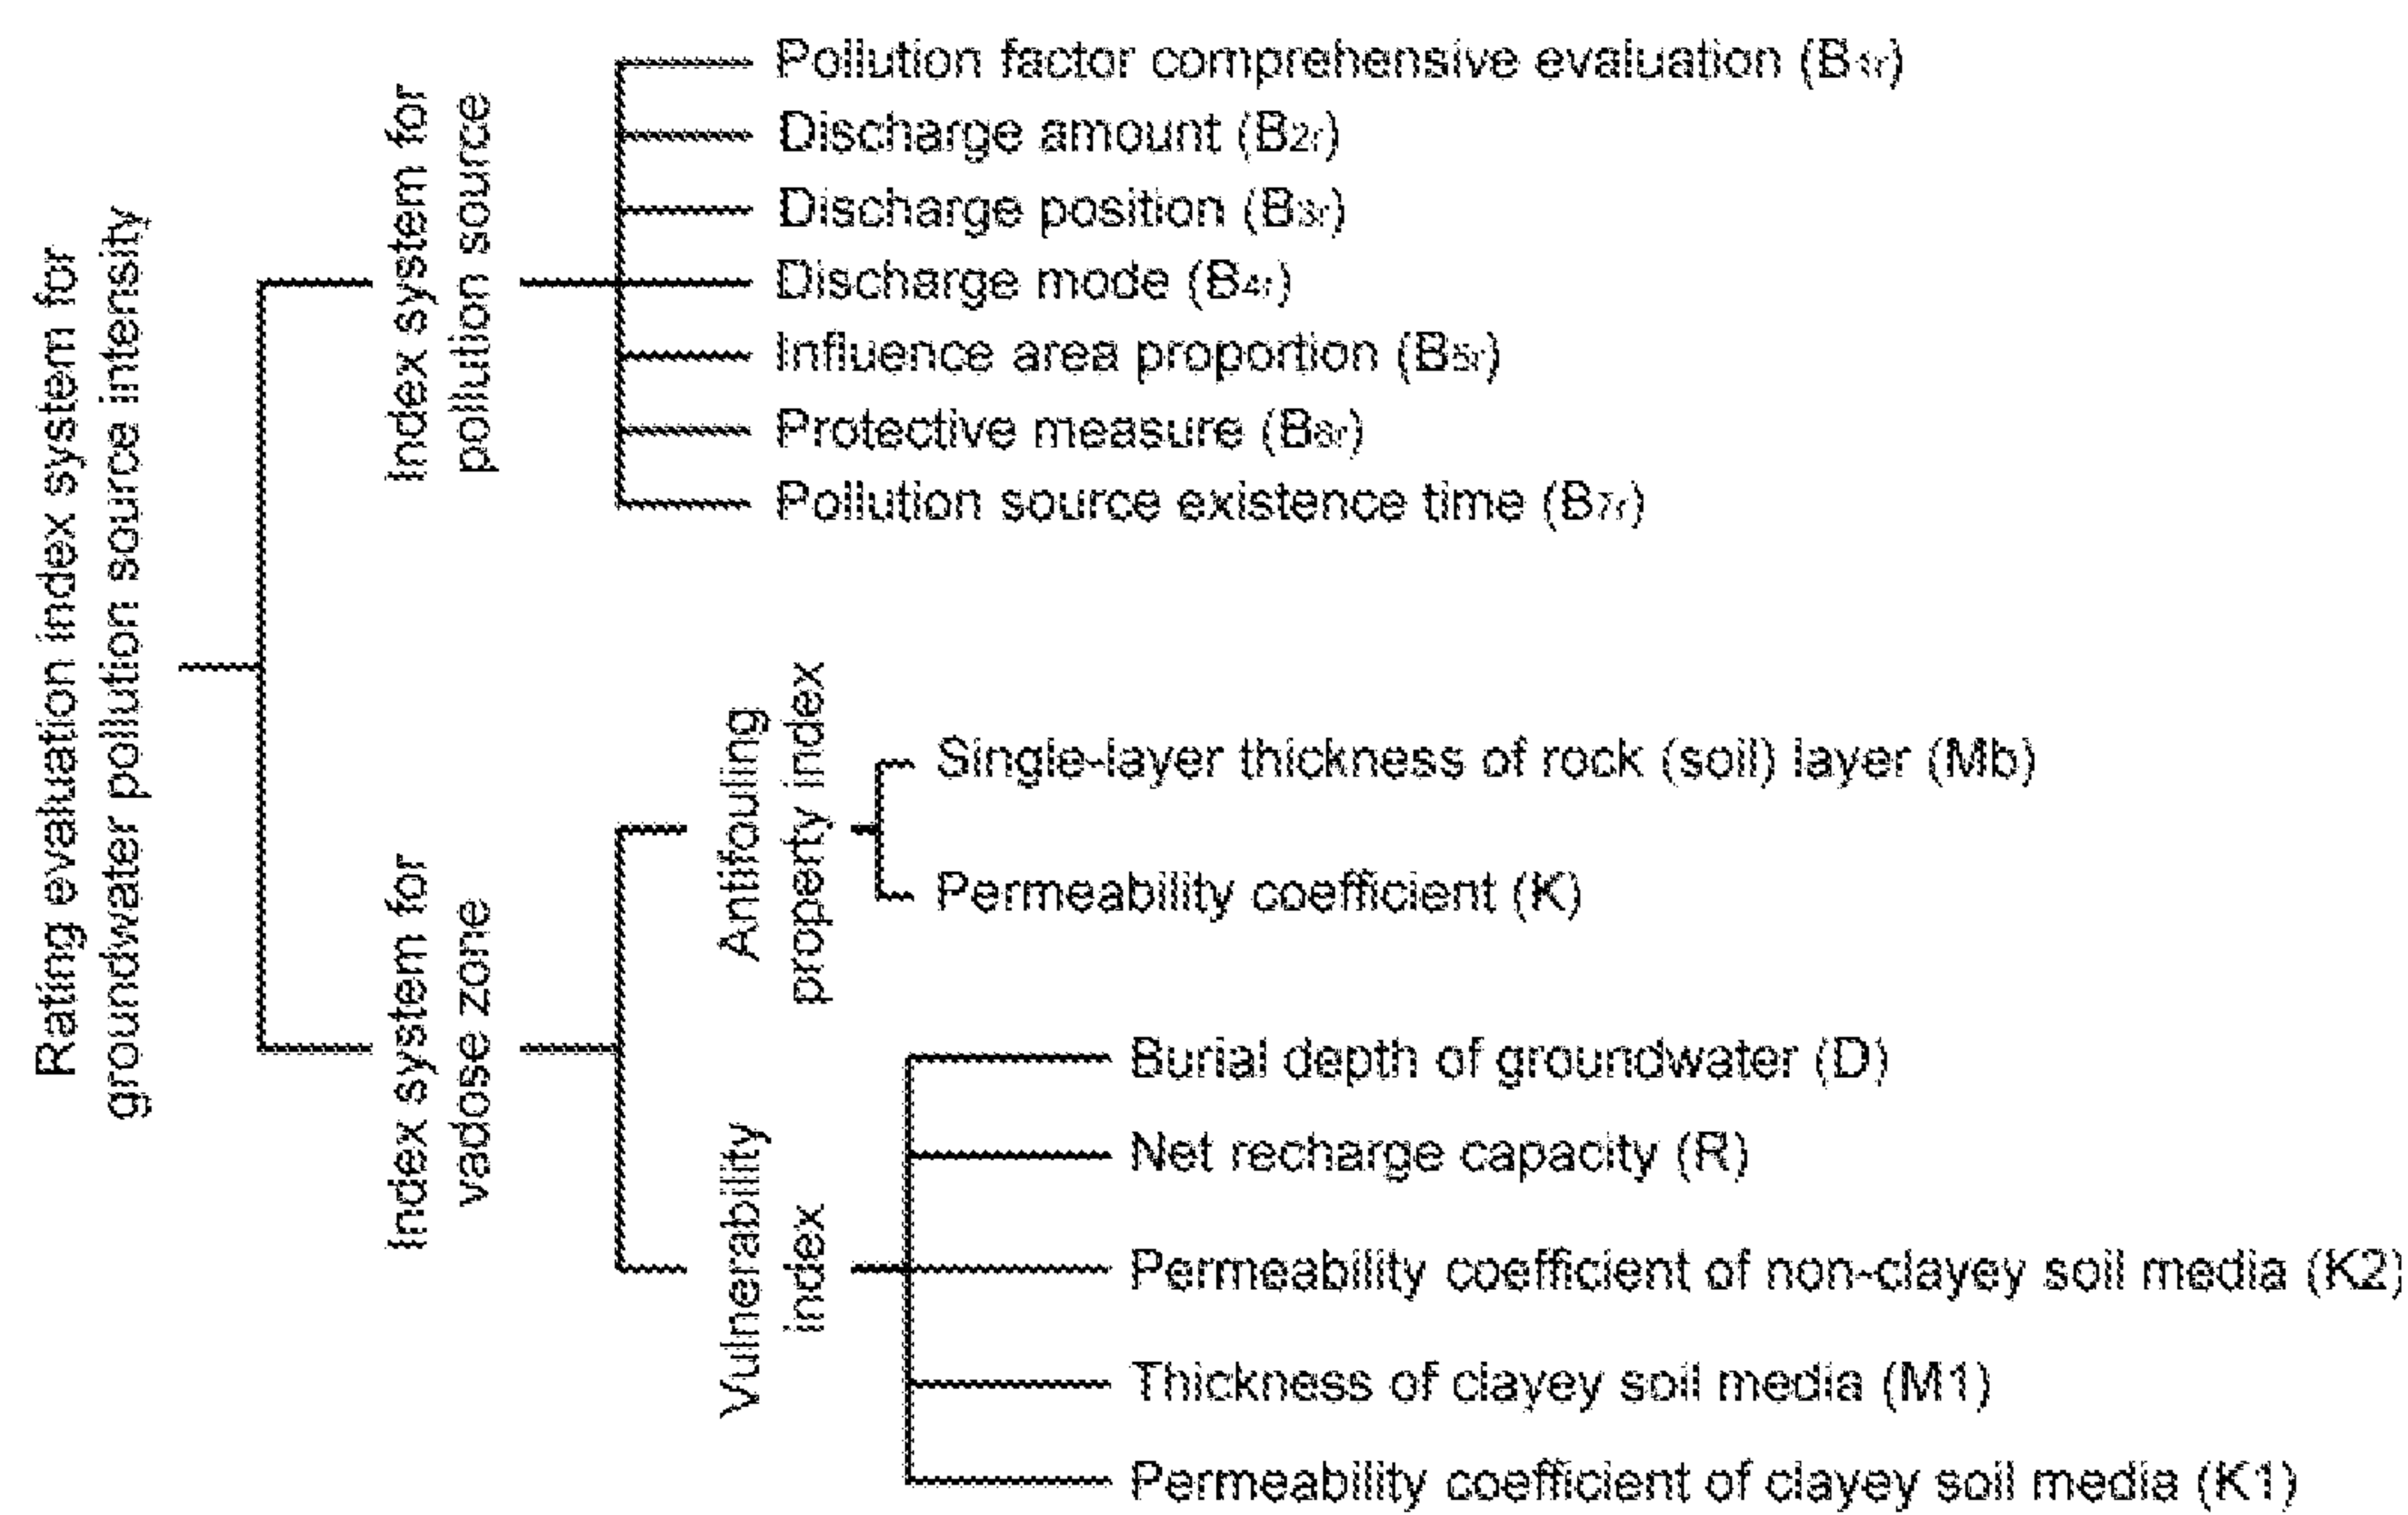 Rating evaluation index system for
groundwater pollution source intensity
Index system for
pollution source
Pollution factor comprehensive evaluation (B1r)
Discharge amount (B2r)
Discharge position (B3r)
Discharge mode (B4r)
Influence area proportion (B5r)
Protective measure (B6r)
Pollution source existence time (B7r)
Index system for
vadose zone
Antifouling
property index
Single-layer thickness of rock (soil) layer (Mb)
Permeability coefficient (K)
Vulnerability
index
Burial depth of groundwater (D)
Net recharge capacity (R)
Permeability coefficient of non-clayey soil media (K2)
Thickness of clayey soil media (M1)
Permeability coefficient of clayey soil media (K1)